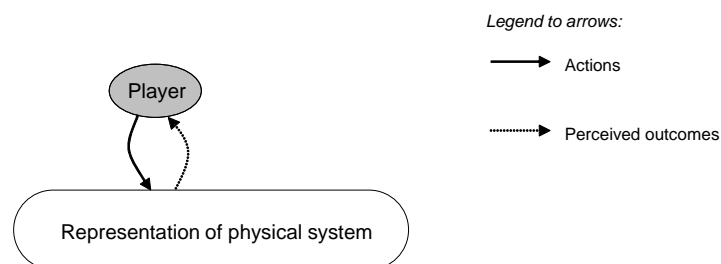 Legend to arrows:
Actions
Player
Perceived outcomes
Representation of physical system